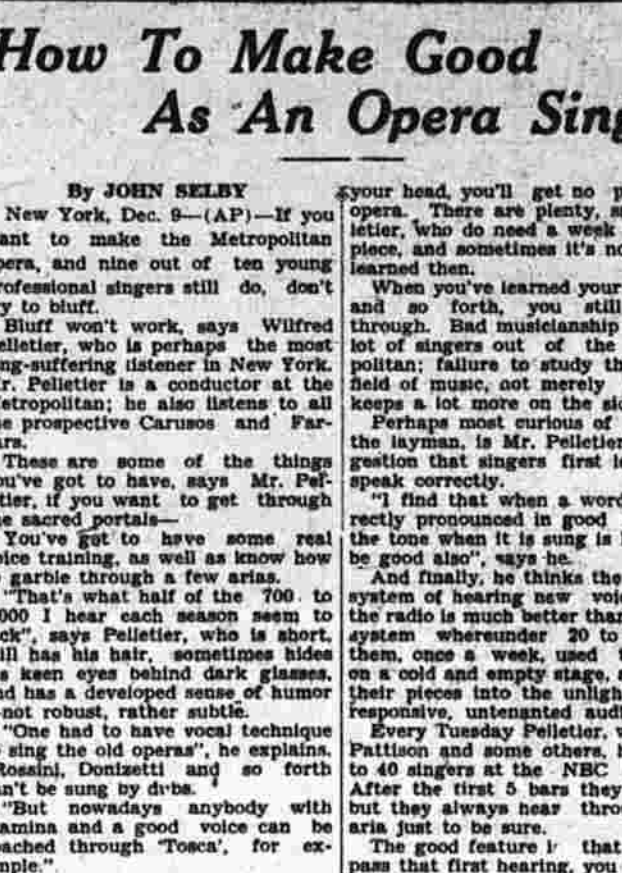 How To Make Good
As An Opera Sing
By JOHN SELBY
New York, Dec. 9—(AP)—If you
ant to make the Metropolitan
pera, and nine out of ten young
rofessional singers still do, don't
y to bluff.
Bluff won't work, says Wilfred
elletier, who is perhaps the most
ng-suffering listener in New York.
r. Pelletier is a conductor at the
etropolitan; he also listens to all
e prospective Carusos and Far-
ars.
These are some of the things
ou've got to have, says Mr. Pel-
tier, if you want to get through
e sacred portals—
You've got to have some real
oice training, as well as know how
garble through a few arias.
"That's what half of the 700 to
000 I hear each season seem to
ck", says Pelletier, who is short,
ill has his hair, sometimes hides
s keen eyes behind dark glasses,
nd has a developed sense of humor
not robust, rather subtle.
"One had to have vocal technique
sing the old operas", he explains.
Rossini, Donizetti and so forth
n't be sung by dubs.
"But nowadays anybody with
amina and a good voice can be
oached through 'Tosca', for ex-
mple."
your head, you'll get no p
opera. There are plenty, s
letier, who do need a week
piece, and sometimes it's no
learned then.
When you've learned your
and so forth, you still
through. Bad musicianship
lot of singers out of the
politan; failure to study th
field of music, not merely
keeps a lot more on the sid
Perhaps most curious of
the layman, is Mr. Pelletier
gestion that singers first l
speak correctly.
"I find that when a word
rectly pronounced in good
the tone when it is sung is l
be good also", says he.
And finally, he thinks the
system of hearing new voi
the radio is much better than
system whereunder 20 to
them, once a week, used t
on a cold and empty stage, a
their pieces into the unligh
responsive, untenanted audi
Every Tuesday Pelletier, w
Pattison and some others, h
to 40 singers at the NBC
After the first 5 bars they
but they always hear thro
aria just to be sure.
The good feature is that
pass that first hearing, you